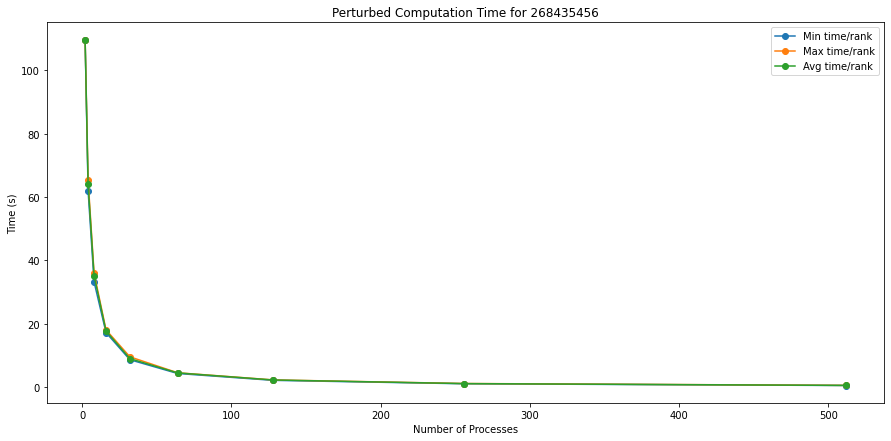 Perturbed Computation Time for 268435456
Min time/rank
Max time/rank
Avg time/rank
Time (s)
100
80
60
40
20
0
0 100 200 300 400 500
Number of Processes